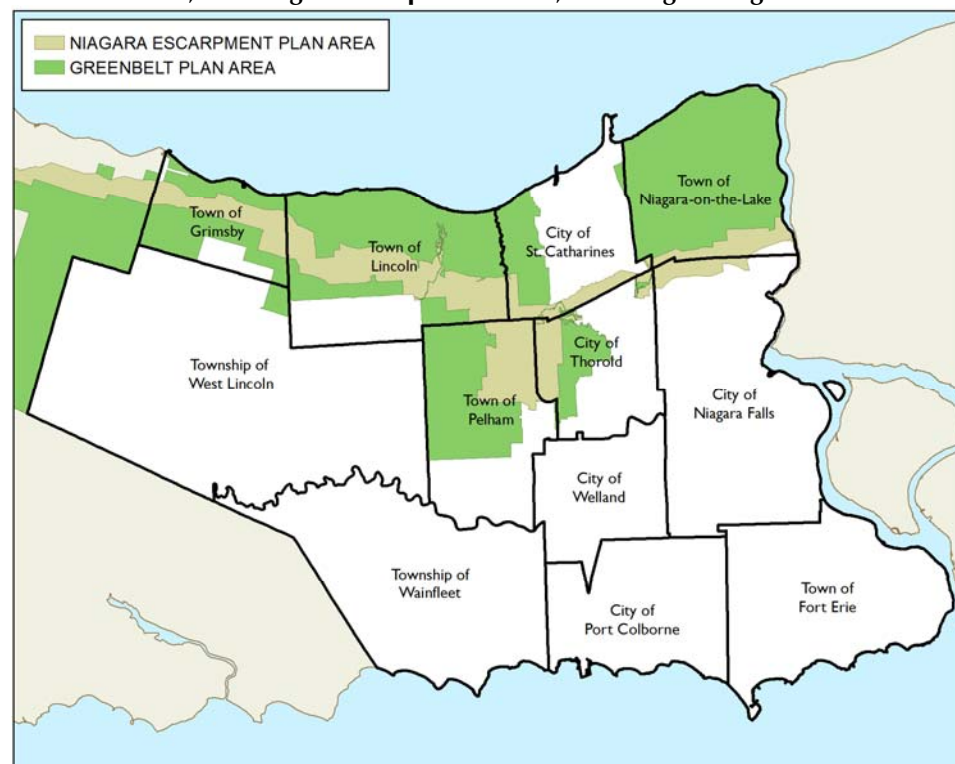 NIAGARA ESCARPMENT PLAN AREA
GREENBELT PLAN AREA
Town of
Niagara-on-the-Lake
Town of
Grimsby
Town of
Lincoln
City of
St. Catharines
Township of
West Lincoln
City of
Thorold
Town of
Pelham
City of
Niagara Falls
City of
Welland
Township of
Wainfleet
City of
Port Colborne
Town of
Fort Erie